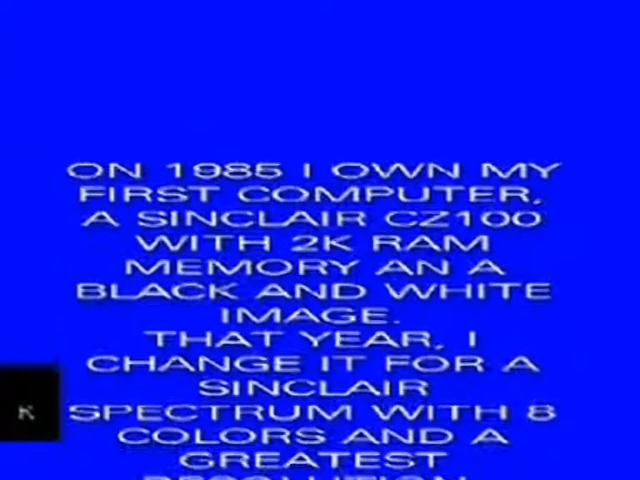 ON 1985 I OWN MY
FIRST COMPUTER,
A SINCLAIR CZ100
WITH 2K RAM
MEMORY AN A
BLACK AND WHITE
IMAGE.
THAT YEAR, I
CHANGE IT FOR A
SINCLAIR
SPECTRUM WITH 8
COLORS AND A
GREATEST
K